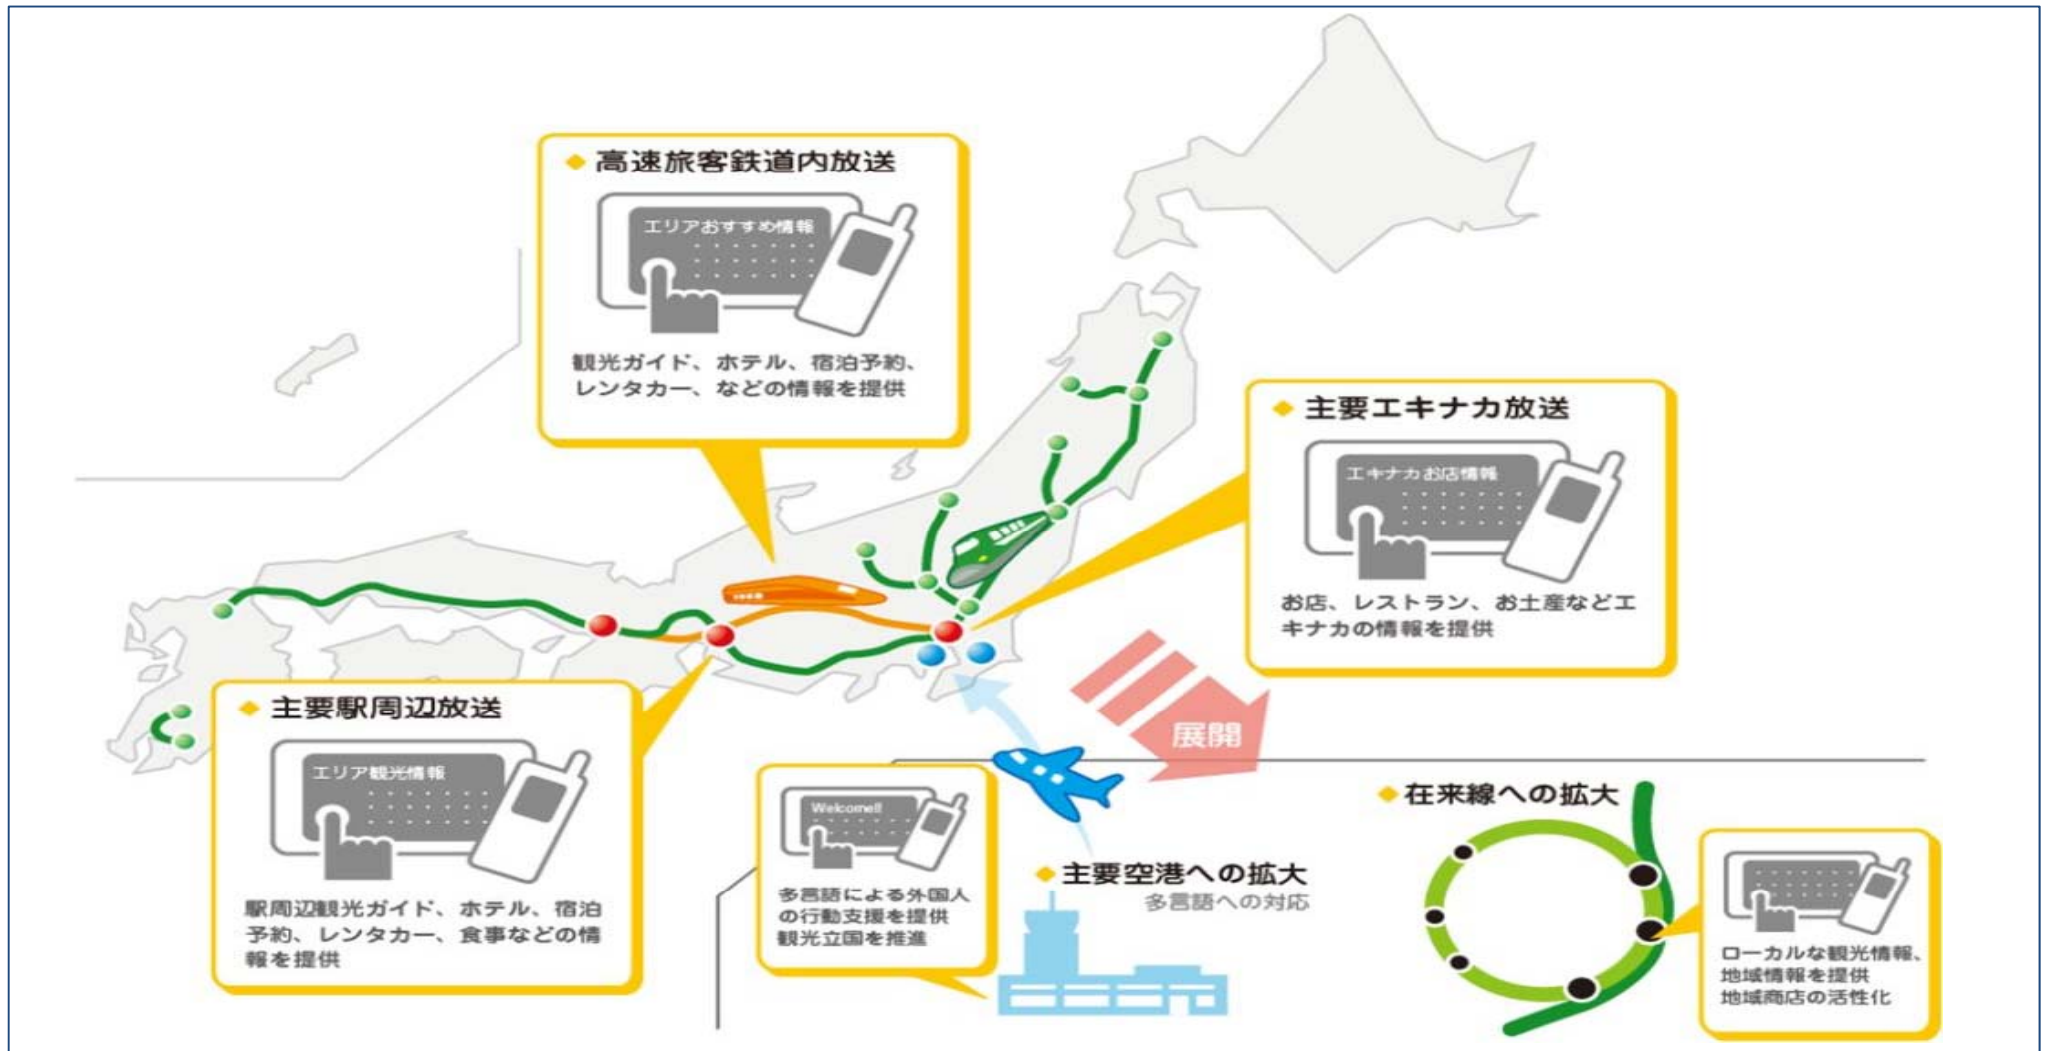 ◆ 高速旅客鉄道内放送
エリアおすすめ情報
観光ガイド、ホテル、宿泊予約、
レンタカー、などの情報を提供
◆ 主要エキナカ放送
エキナカお店情報
お店、レストラン、お土産などエ
キナカの情報を提供
◆ 主要駅周辺放送
エリア観光情報
駅周辺観光ガイド、ホテル、宿泊
予約、レンタカー、食事などの情
報を提供
展開
Welcome!!
多言語による外国人
の行動支援を提供
観光立国を推進
◆ 主要空港への拡大
多言語への対応
◆ 在来線への拡大
ローカルな観光情報、
地域情報を提供
地域商店の活性化